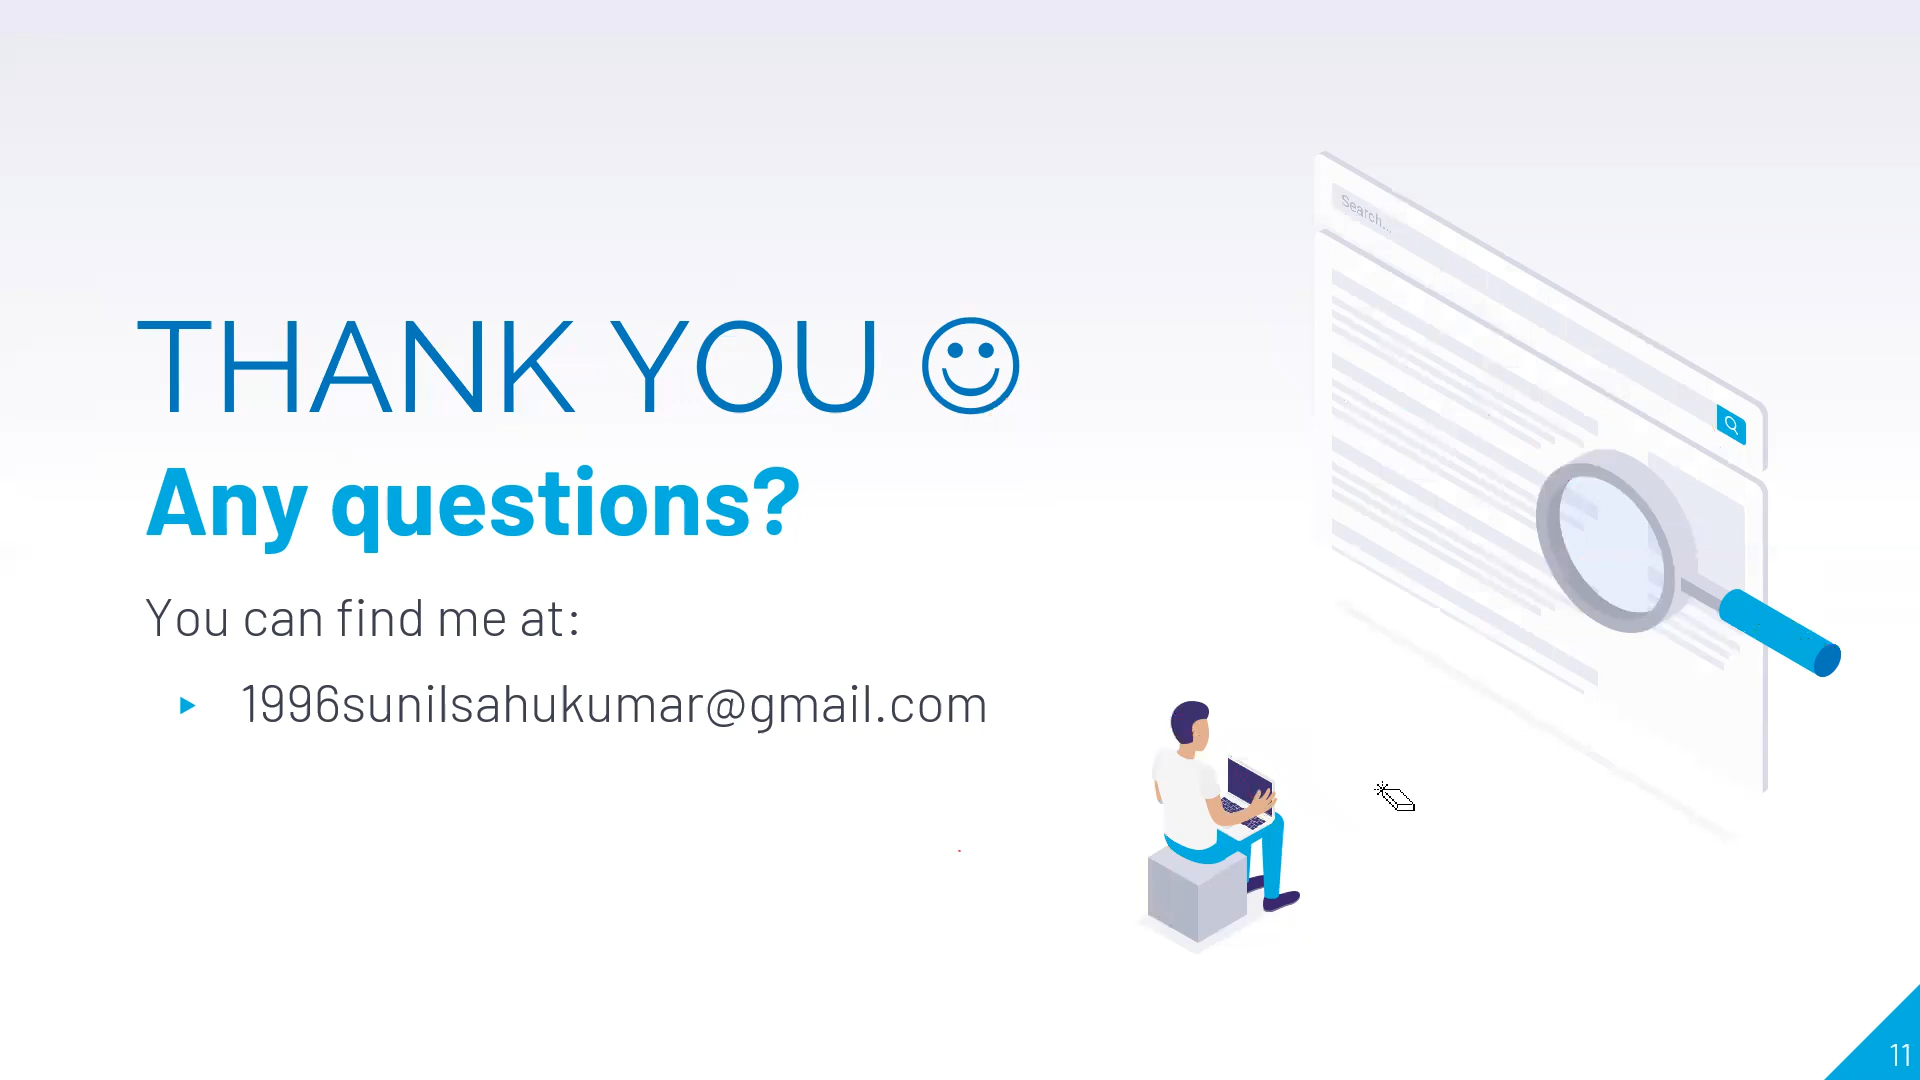 Search...
THANK YOU ☺
Any questions?
You can find me at:
▸ 1996sunilsahukumar@gmail.com
11